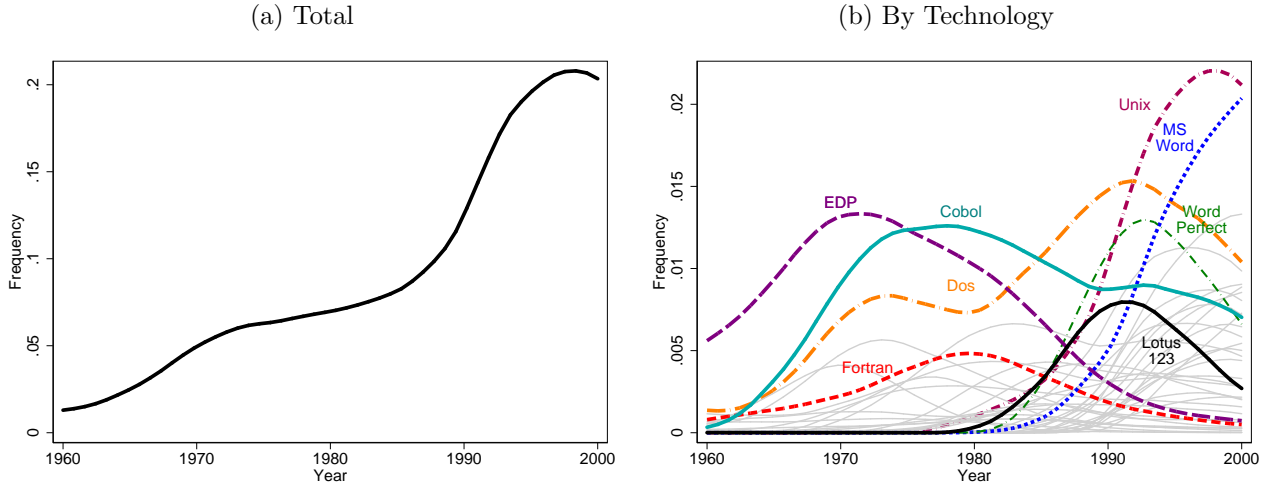 (a) Total
.2
.15
.1
.05
0
Frequency
1960 1970 1980 1990 2000
Year
(b) By Technology
.02
.015
.01
.005
0
Frequency
Unix
MS
Word
EDP
Cobol
Word
Perfect
Dos
Lotus
123
Fortran
1960 1970 1980 1990 2000
Year